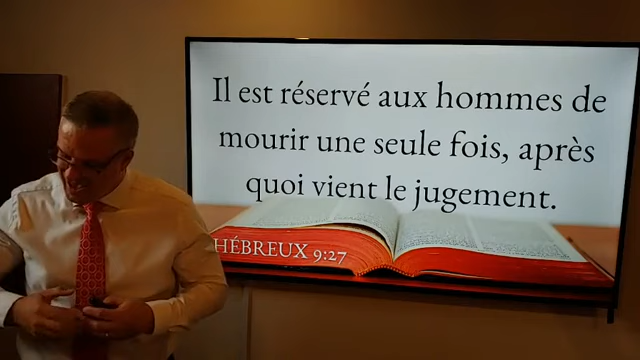 Il est réservé aux hommes de
mourir une seule fois, après
quoi vient le jugement.
HÉBREUX 9:27